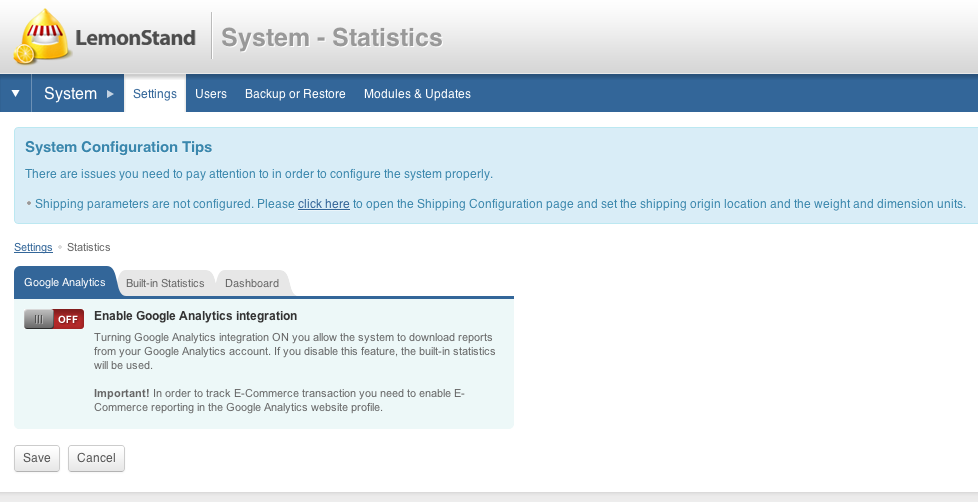 LemonStand
System - Statistics
System
Settings
Users
Backup or Restore
Modules & Updates
System Configuration Tips
There are issues you need to pay attention to in order to configure the system properly.
Shipping parameters are not configured. Please click here to open the Shipping Configuration page and set the shipping origin location and the weight and dimension units.
Settings • Statistics
Google Analytics
Built-in Statistics
Dashboard
OFF
Enable Google Analytics integration
Turning Google Analytics integration ON you allow the system to download reports
from your Google Analytics account. If you disable this feature, the built-in statistics
will be used.
Important! In order to track E-Commerce transaction you need to enable E-
Commerce reporting in the Google Analytics website profile.
Save
Cancel